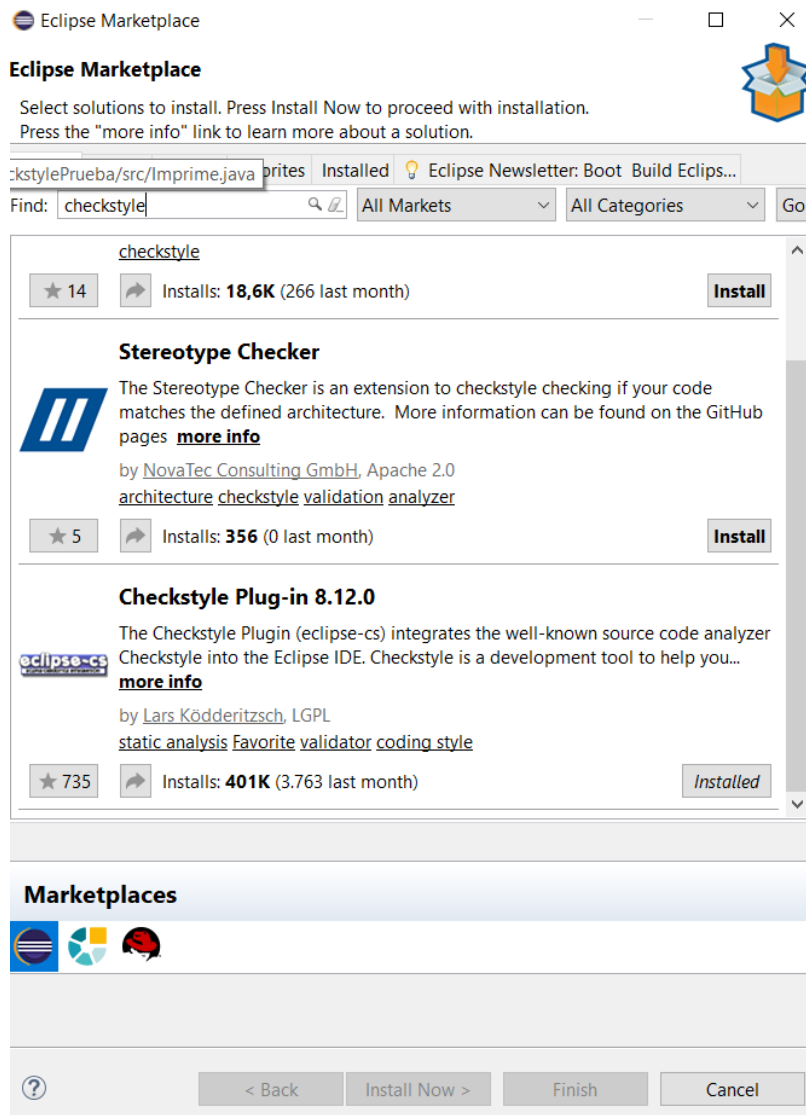 Eclipse Marketplace
Eclipse Marketplace
Select solutions to install. Press Install Now to proceed with installation.
Press the "more info" link to learn more about a solution.
ckstylePrueba/src/Imprime.java
orites Installed Eclipse Newsletter: Boot Build Eclips...
Find: checkstyle All Markets All Categories Go
checkstyle
14 Installs: 18,6K (266 last month) Install
Stereotype Checker
The Stereotype Checker is an extension to checkstyle checking if your code
matches the defined architecture. More information can be found on the GitHub
pages more info
by NovaTec Consulting GmbH, Apache 2.0
architecture checkstyle validation analyzer
5 Installs: 356 (0 last month) Install
Checkstyle Plug-in 8.12.0
eclipse-cs
The Checkstyle Plugin (eclipse-cs) integrates the well-known source code analyzer
Checkstyle into the Eclipse IDE. Checkstyle is a development tool to help you...
more info
by Lars Ködderitzsch, LGPL
static analysis Favorite validator coding style
735 Installs: 401K (3.763 last month) Installed
Marketplaces
? < Back Install Now > Finish Cancel